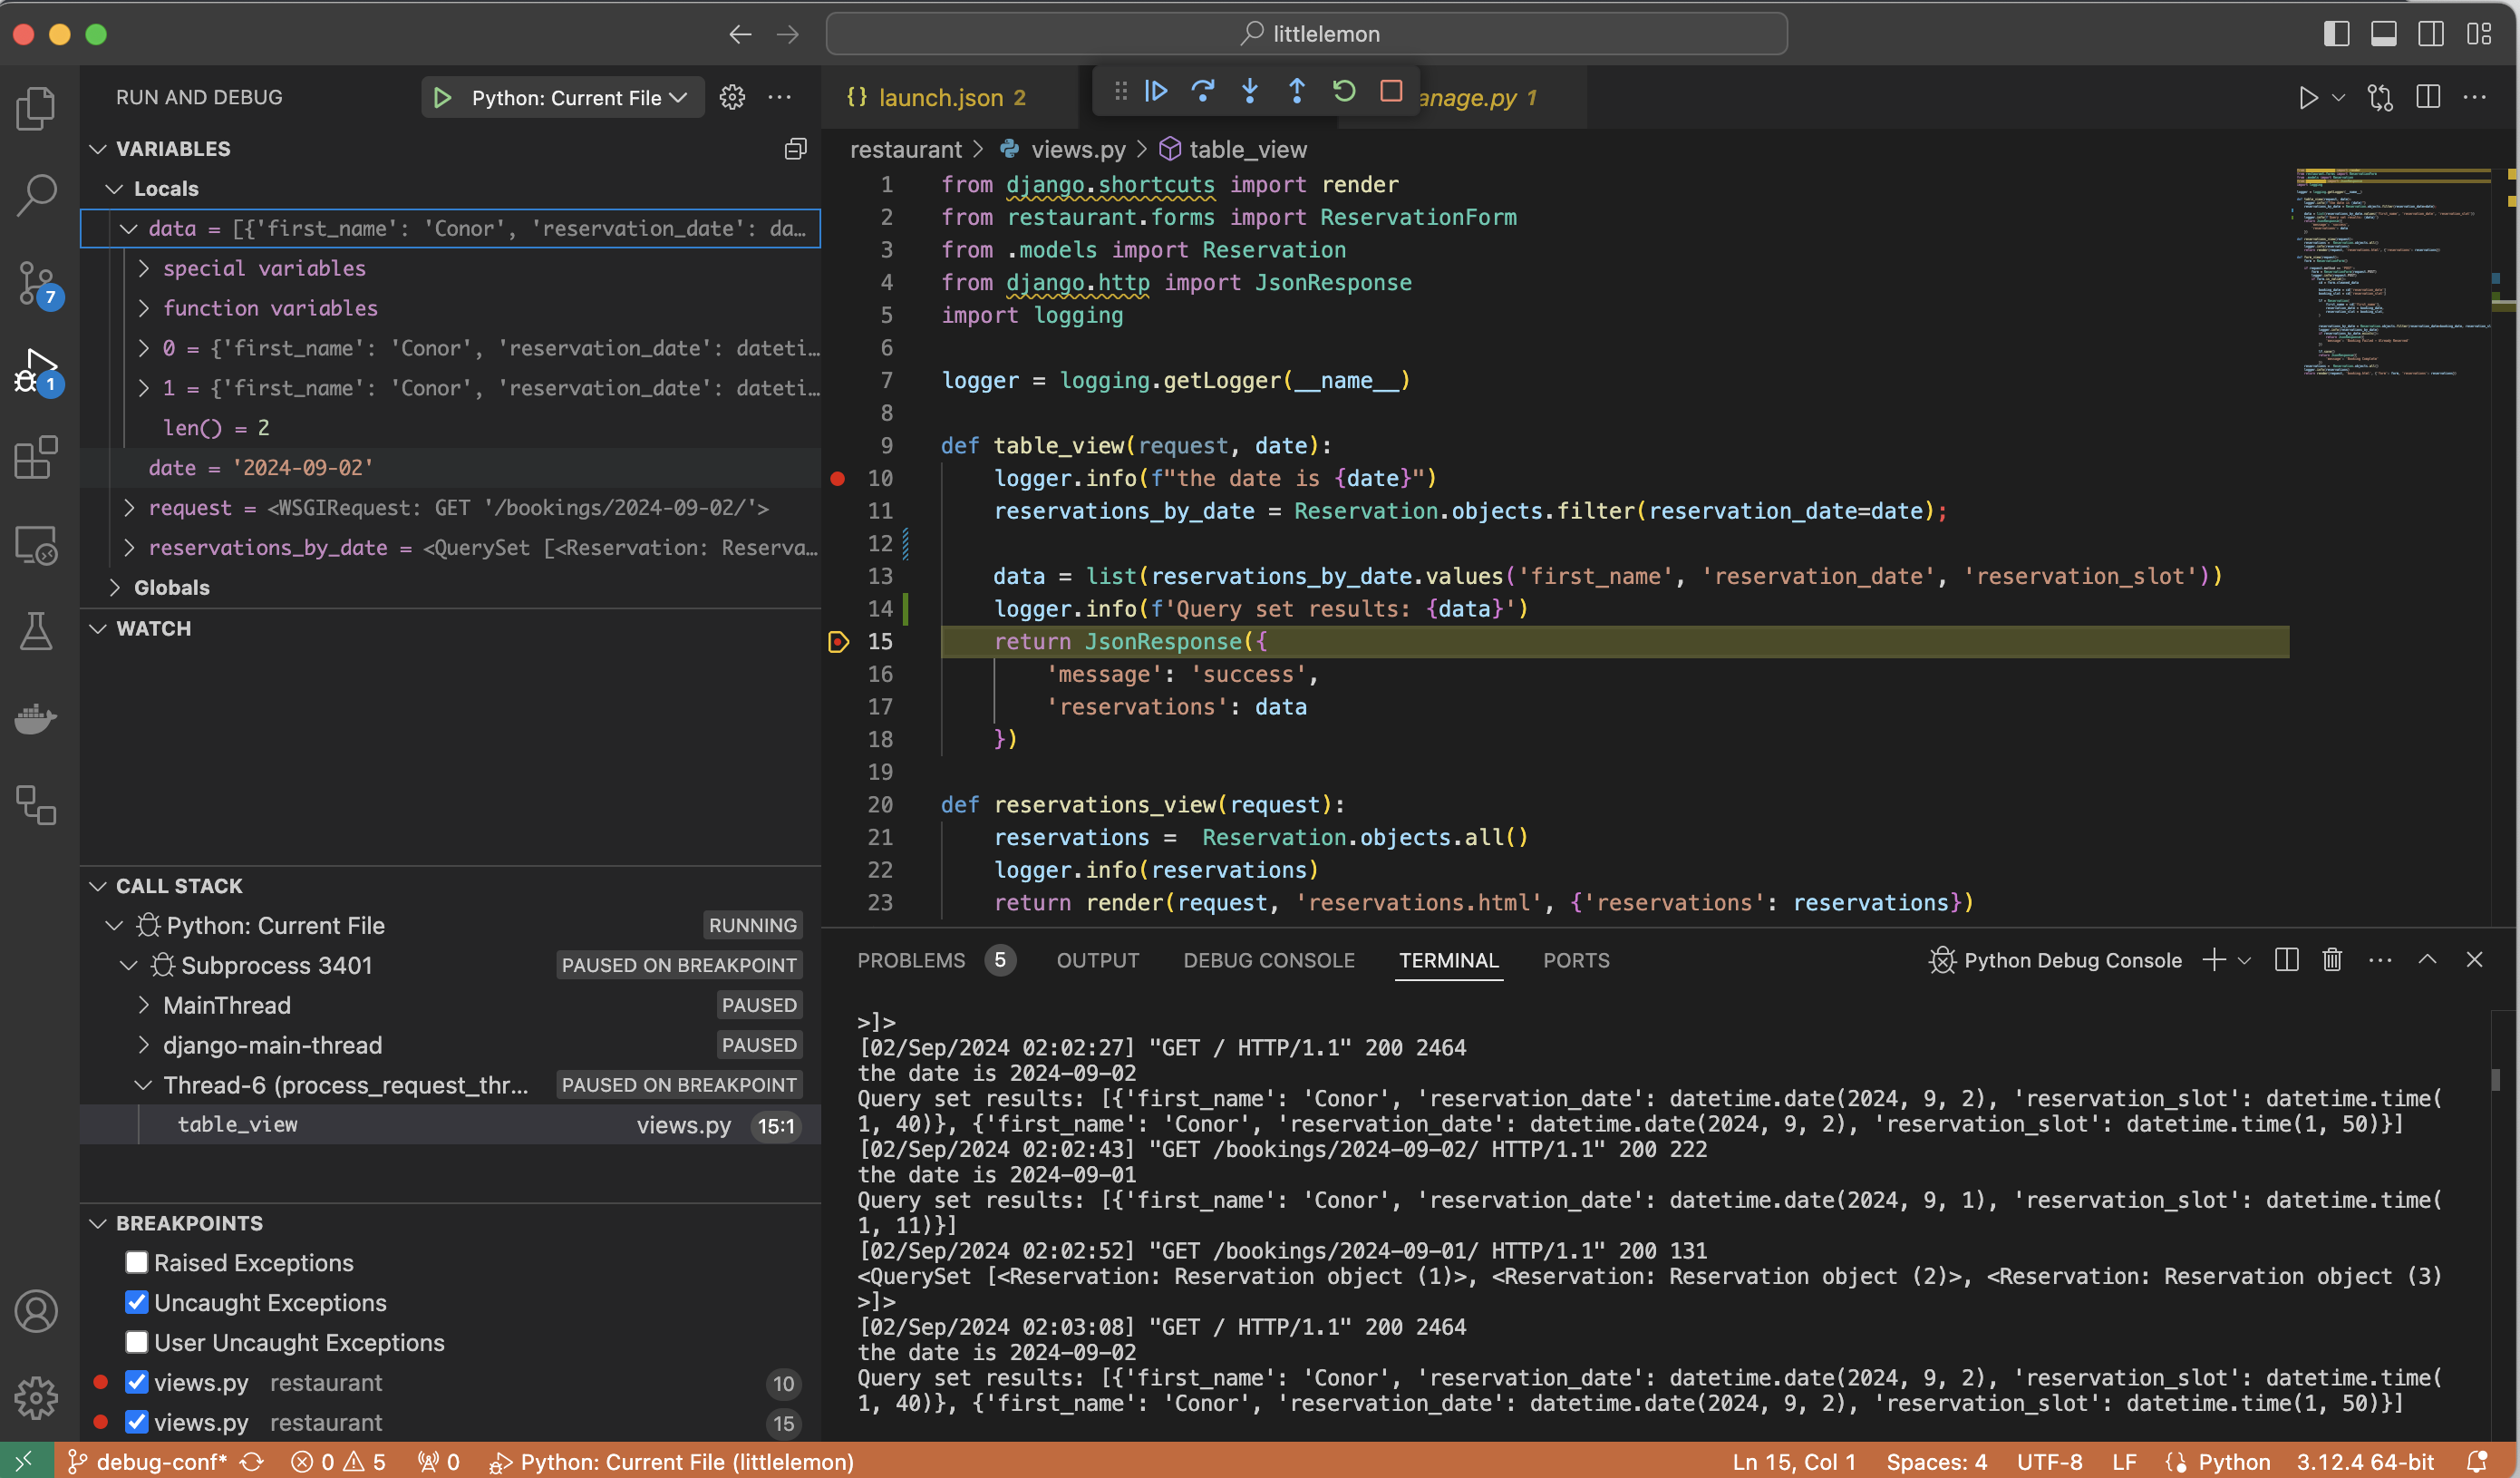 littlelemon
RUN AND DEBUG
Python: Current File
VARIABLES
Locals
data = [{'first_name': 'Conor', 'reservation_date': da…
special variables
function variables
0 = {'first_name': 'Conor', 'reservation_date': dateti…
1 = {'first_name': 'Conor', 'reservation_date': dateti…
len() = 2
date = '2024-09-02'
request = <WSGIRequest: GET '/bookings/2024-09-02/'>
reservations_by_date = <QuerySet [<Reservation: Reserva…
Globals
WATCH
CALL STACK
Python: Current File RUNNING
Subprocess 3401 PAUSED ON BREAKPOINT
MainThread PAUSED
django-main-thread PAUSED
Thread-6 (process_request_thr... PAUSED ON BREAKPOINT
table_view views.py 15:1
BREAKPOINTS
Raised Exceptions
Uncaught Exceptions
User Uncaught Exceptions
views.py restaurant 10
views.py restaurant 15
7
1
{} launch.json 2
anage.py 1
restaurant > views.py > table_view
1 from django.shortcuts import render
2 from restaurant.forms import ReservationForm
3 from .models import Reservation
4 from django.http import JsonResponse
5 import logging
6
7 logger = logging.getLogger(__name__)
8
9 def table_view(request, date):
10 logger.info(f"the date is {date}")
11 reservations_by_date = Reservation.objects.filter(reservation_date=date);
12
13 data = list(reservations_by_date.values('first_name', 'reservation_date', 'reservation_slot'))
14 logger.info(f'Query set results: {data}')
15 return JsonResponse({
16 'message': 'success',
17 'reservations': data
18 })
19
20 def reservations_view(request):
21 reservations =  Reservation.objects.all()
22 logger.info(reservations)
23 return render(request, 'reservations.html', {'reservations': reservations})
PROBLEMS 5 OUTPUT DEBUG CONSOLE TERMINAL PORTS Python Debug Console
>]>
[02/Sep/2024 02:02:27] "GET / HTTP/1.1" 200 2464
the date is 2024-09-02
Query set results: [{'first_name': 'Conor', 'reservation_date': datetime.date(2024, 9, 2), 'reservation_slot': datetime.time(
1, 40)}, {'first_name': 'Conor', 'reservation_date': datetime.date(2024, 9, 2), 'reservation_slot': datetime.time(1, 50)}]
[02/Sep/2024 02:02:43] "GET /bookings/2024-09-02/ HTTP/1.1" 200 222
the date is 2024-09-01
Query set results: [{'first_name': 'Conor', 'reservation_date': datetime.date(2024, 9, 1), 'reservation_slot': datetime.time(
1, 11)}]
[02/Sep/2024 02:02:52] "GET /bookings/2024-09-01/ HTTP/1.1" 200 131
<QuerySet [<Reservation: Reservation object (1)>, <Reservation: Reservation object (2)>, <Reservation: Reservation object (3)
>]>
[02/Sep/2024 02:03:08] "GET / HTTP/1.1" 200 2464
the date is 2024-09-02
Query set results: [{'first_name': 'Conor', 'reservation_date': datetime.date(2024, 9, 2), 'reservation_slot': datetime.time(
1, 40)}, {'first_name': 'Conor', 'reservation_date': datetime.date(2024, 9, 2), 'reservation_slot': datetime.time(1, 50)}]
debug-conf* 0 5 0 Python: Current File (littlelemon) Ln 15, Col 1 Spaces: 4 UTF-8 LF Python 3.12.4 64-bit